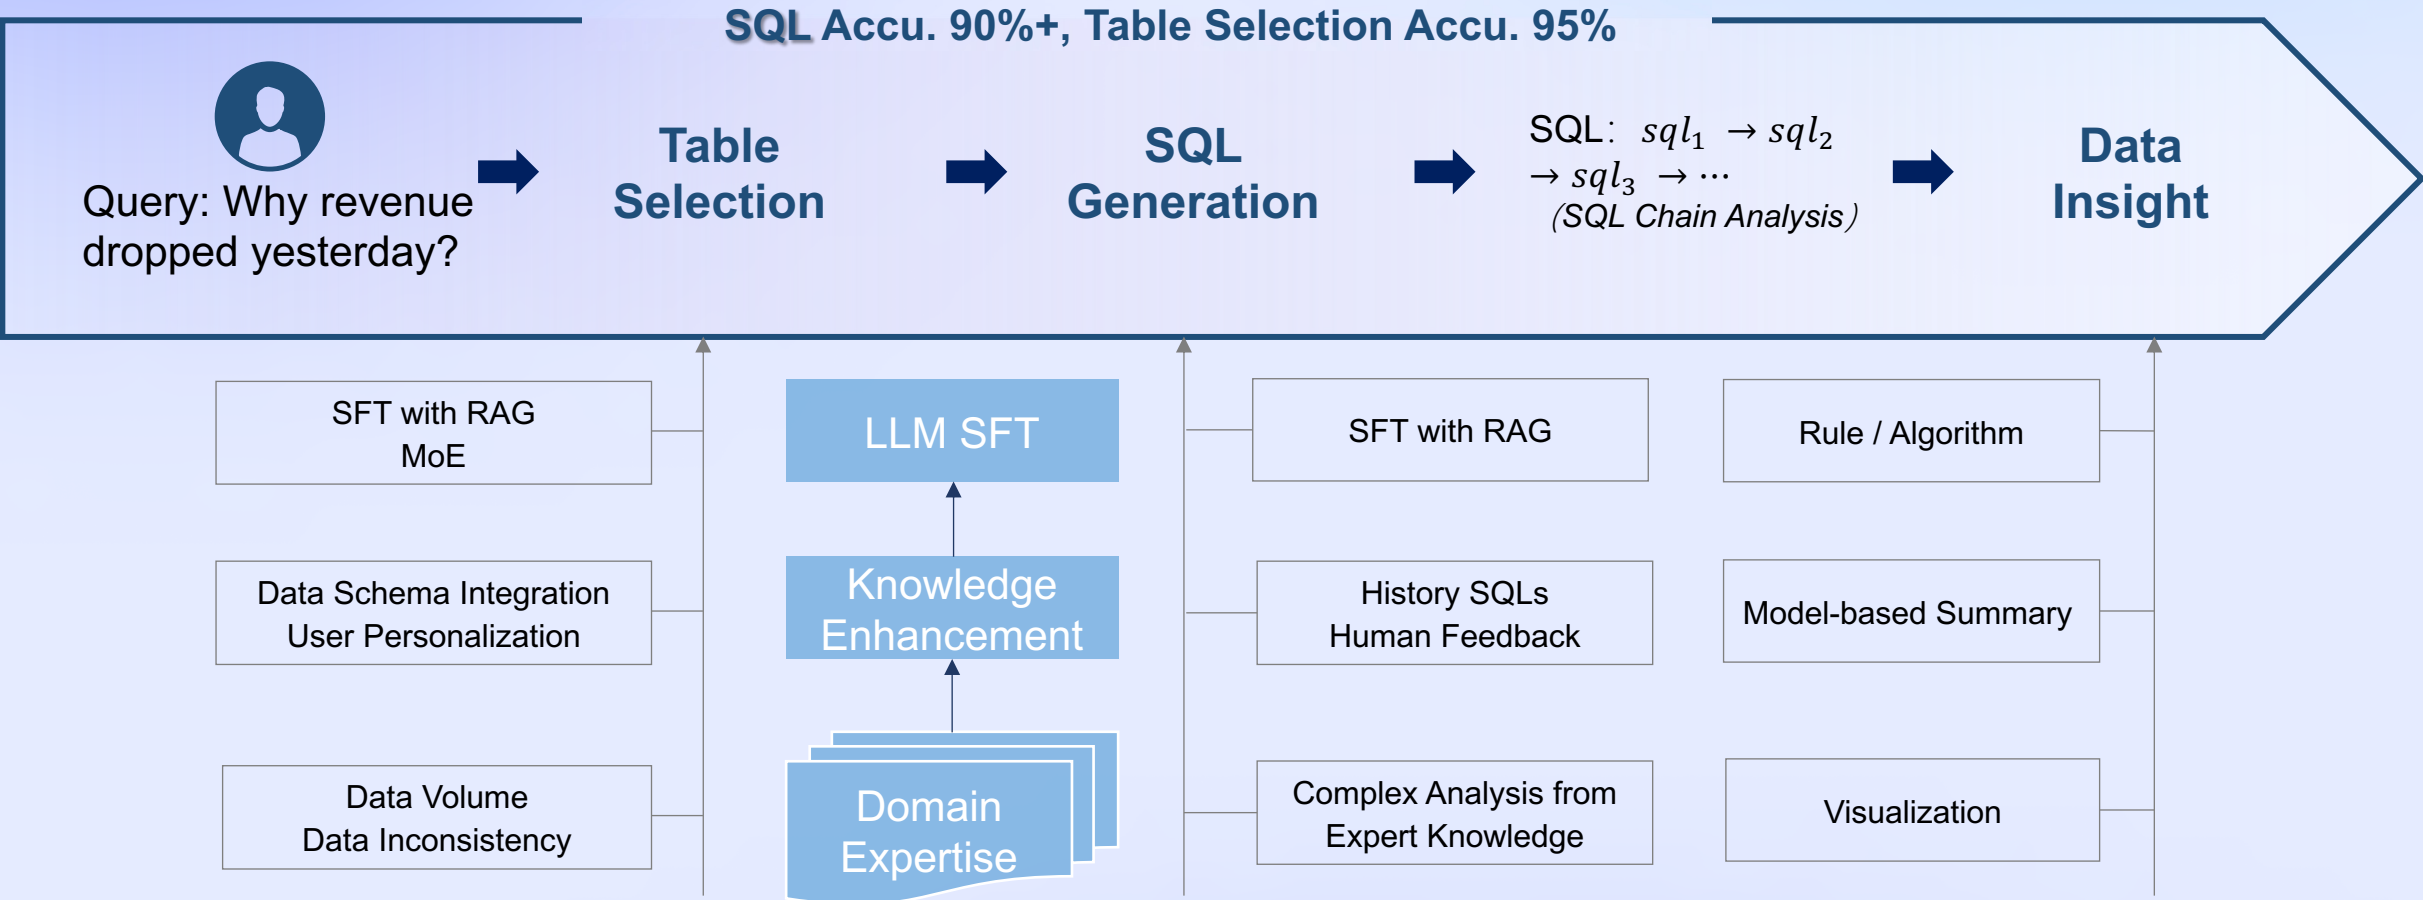 SQL Accu. 90%+, Table Selection Accu. 95%
Query: Why revenue
dropped yesterday?
Table
Selection
SQL
Generation
SQL： sql₁ → sql₂
→ sql₃ → ⋯
（SQL Chain Analysis）
Data
Insight
SFT with RAG
MoE
Data Schema Integration
User Personalization
Data Volume
Data Inconsistency
LLM SFT
Knowledge
Enhancement
Domain
Expertise
SFT with RAG
History SQLs
Human Feedback
Complex Analysis from
Expert Knowledge
Rule / Algorithm
Model-based Summary
Visualization